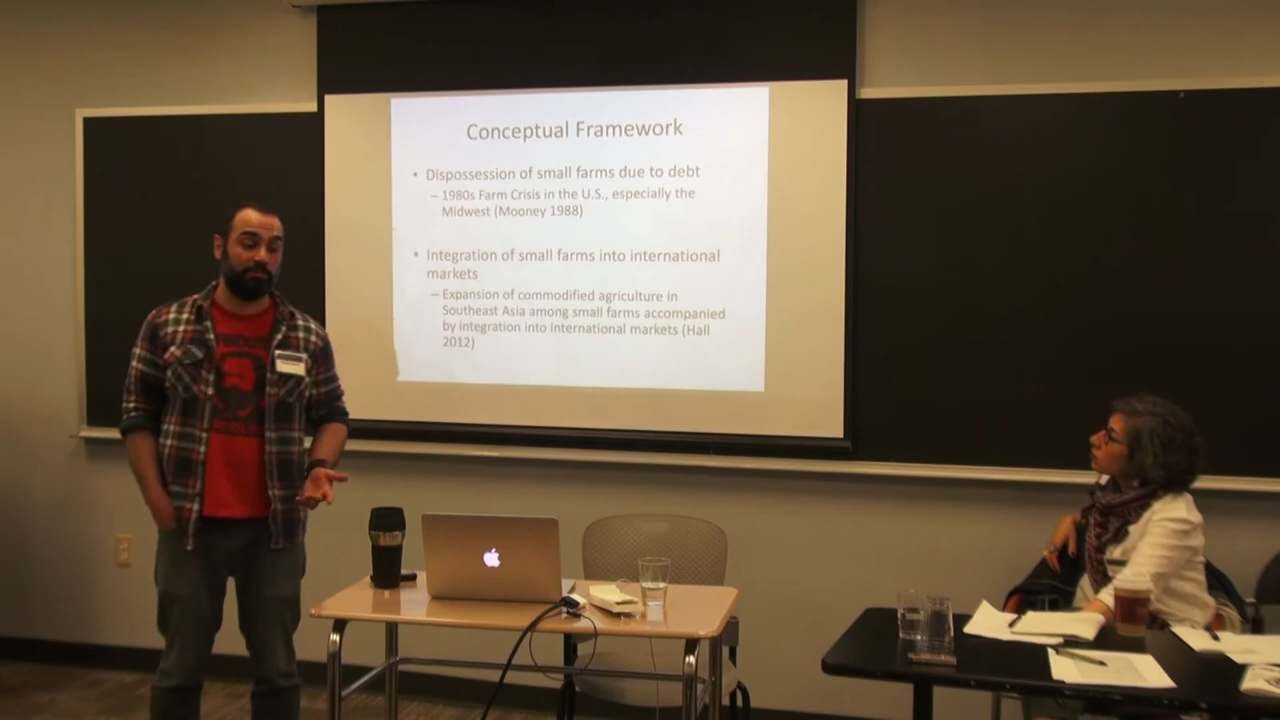 Conceptual Framework
• Dispossession of small farms due to debt
– 1980s Farm Crisis in the U.S., especially the
Midwest (Mooney 1988)
• Integration of small farms into international
markets
– Expansion of commodified agriculture in
Southeast Asia among small farms accompanied
by integration into international markets (Hall
2012)